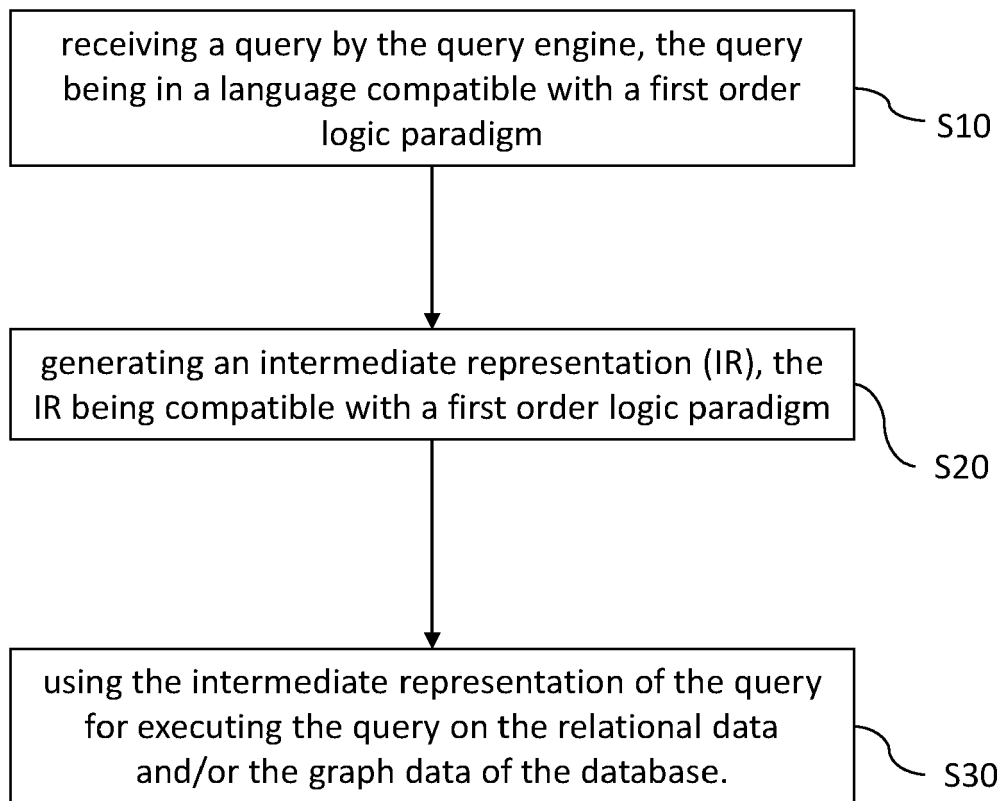 receiving a query by the query engine, the query
being in a language compatible with a first order
logic paradigm
S10
generating an intermediate representation (IR), the
IR being compatible with a first order logic paradigm
S20
using the intermediate representation of the query
for executing the query on the relational data
and/or the graph data of the database.
S30